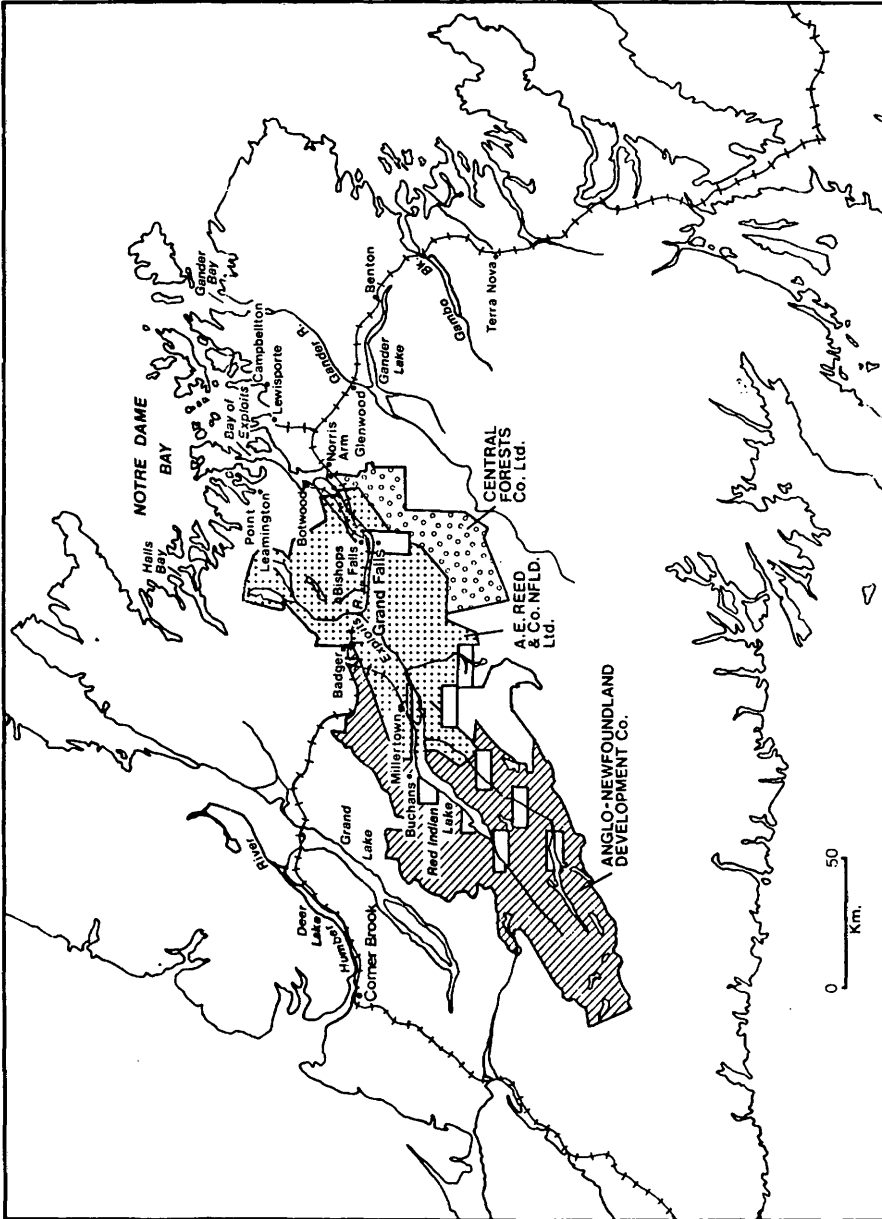 NOTRE DAME
BAY
Halls
Bay
Point
Leamington
Bay of
Exploits
Campbellton
Lewisporte
Gander
Bay
Botwood
Norris
Arm
Glenwood
Gander R.
Gander
Lake
Benton
Gambo
BK
Terra Nova
Bishops
Falls
Grand Falls
Exploits R.
Badger
Millertown
Buchans
Red Indian
Lake
Grand
Lake
River
Deer
Lake
Humber
Corner Brook
CENTRAL
FORESTS
Co. Ltd.
A.E. REED
& Co. NFLD.
Ltd.
ANGLO-NEWFOUNDLAND
DEVELOPMENT Co.
0 50
Km.